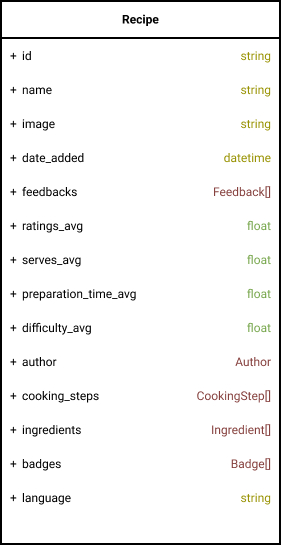 Recipe
+ id string
+ name string
+ image string
+ date_added datetime
+ feedbacks Feedback[]
+ ratings_avg float
+ serves_avg float
+ preparation_time_avg float
+ difficulty_avg float
+ author Author
+ cooking_steps CookingStep[]
+ ingredients Ingredient[]
+ badges Badge[]
+ language string